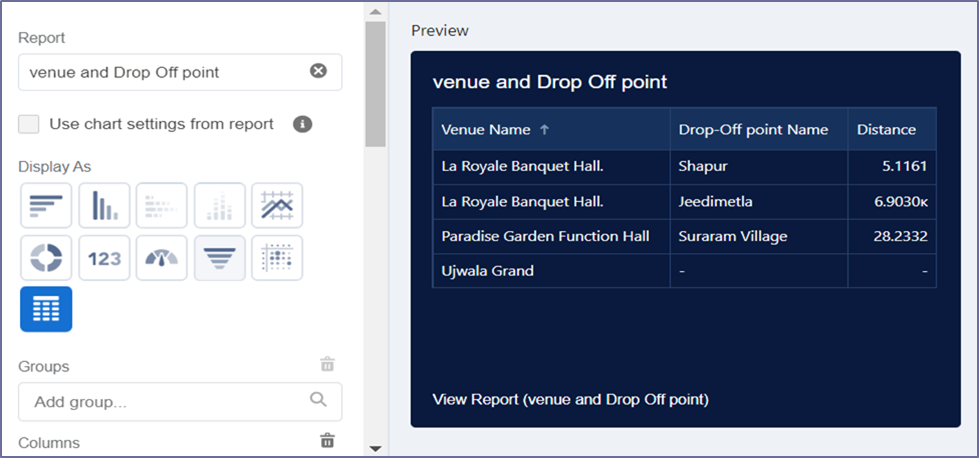 Report
venue and Drop Off point
Use chart settings from report
Display As
123
Groups
Add group...
Columns
Preview
venue and Drop Off point
Venue Name ↑ Drop-Off point Name Distance
La Royale Banquet Hall. Shapur 5.1161
La Royale Banquet Hall. Jeedimetla 6.9030ĸ
Paradise Garden Function Hall Suraram Village 28.2332
Ujwala Grand - -
View Report (venue and Drop Off point)